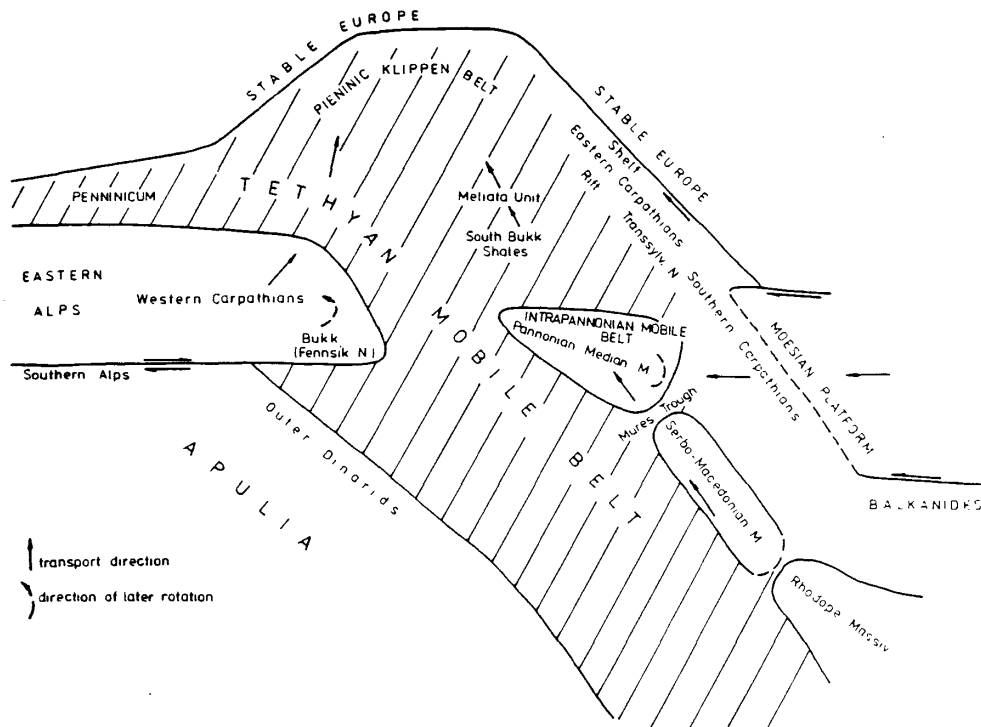 STABLE EUROPE
PIENINIC KLIPPEN BELT
STABLE EUROPE
Shelf
Eastern Carpathians
Rift
Transsylv. N
Southern Carpathians
PENNINICUM
TETHYAN MOBILE BELT
Meliata Unit
South Bukk
Shales
EASTERN
ALPS
Western Carpathians
Bukk
(Fennsik N)
Southern Alps
INTRAPANNONIAN MOBILE
BELT
Pannonian Median M
MOESIAN PLATFORM
Mures Trough
Serbo-Macedonian M
BALKANIDES
Rhodope Massiv
Outer Dinarids
APULIA
transport direction
direction of later rotation